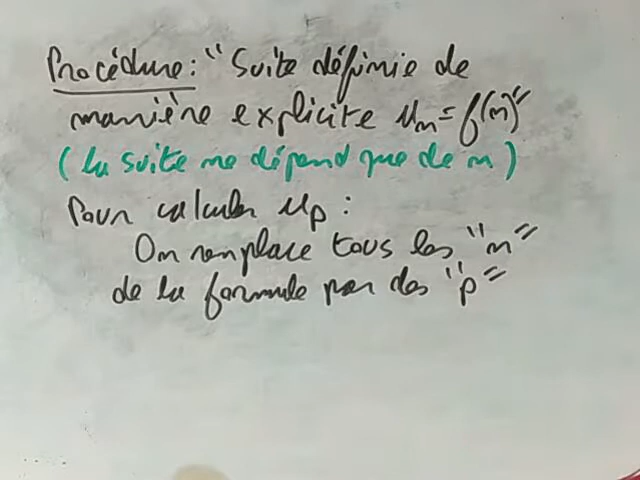 Procédure : "Suite définie de
manière explicite un = f(n)"
(la suite ne dépend que de n)
Pour calculer up :
On remplace tous les "n"
de la formule par des "p"